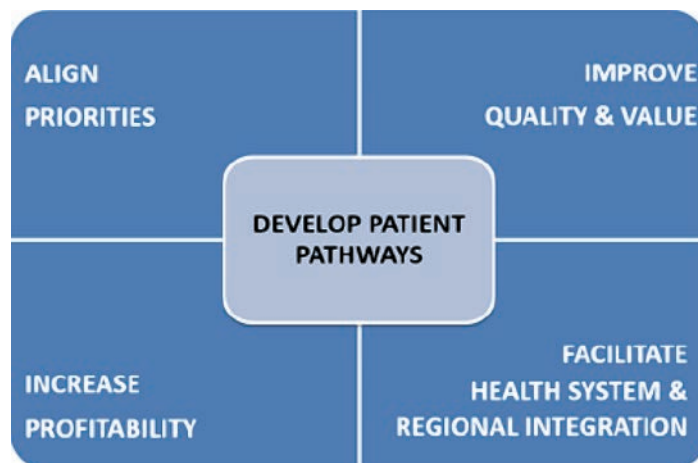 ALIGN
PRIORITIES
IMPROVE
QUALITY & VALUE
DEVELOP PATIENT
PATHWAYS
INCREASE
PROFITABILITY
FACILITATE
HEALTH SYSTEM &
REGIONAL INTEGRATION